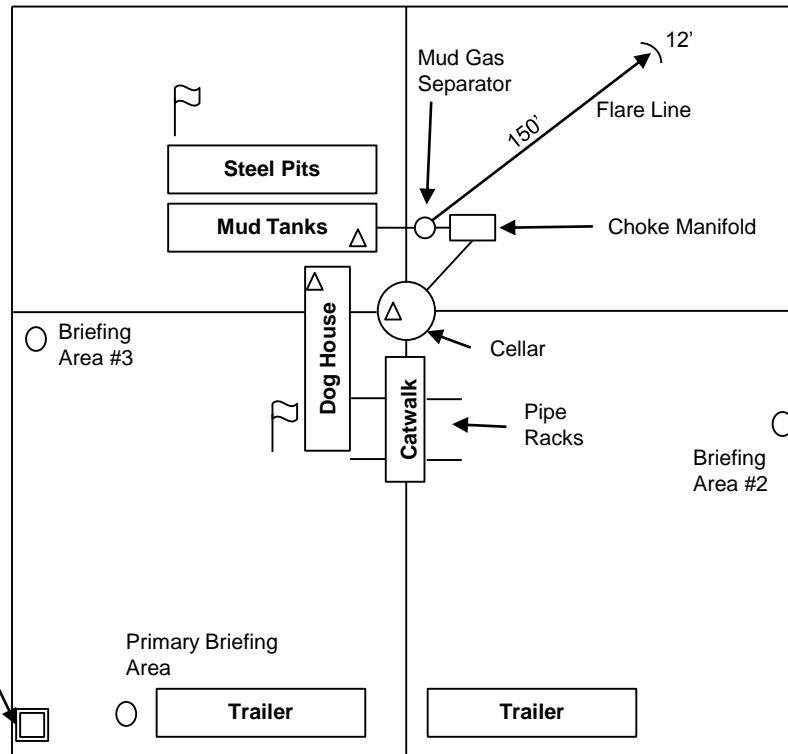 Mud Gas
Separator
12’
150’
Flare Line
Steel Pits
Mud Tanks
Choke Manifold
Dog House
Briefing
Area #3
Cellar
Catwalk
Pipe
Racks
Briefing
Area #2
Primary Briefing
Area
Trailer
Trailer